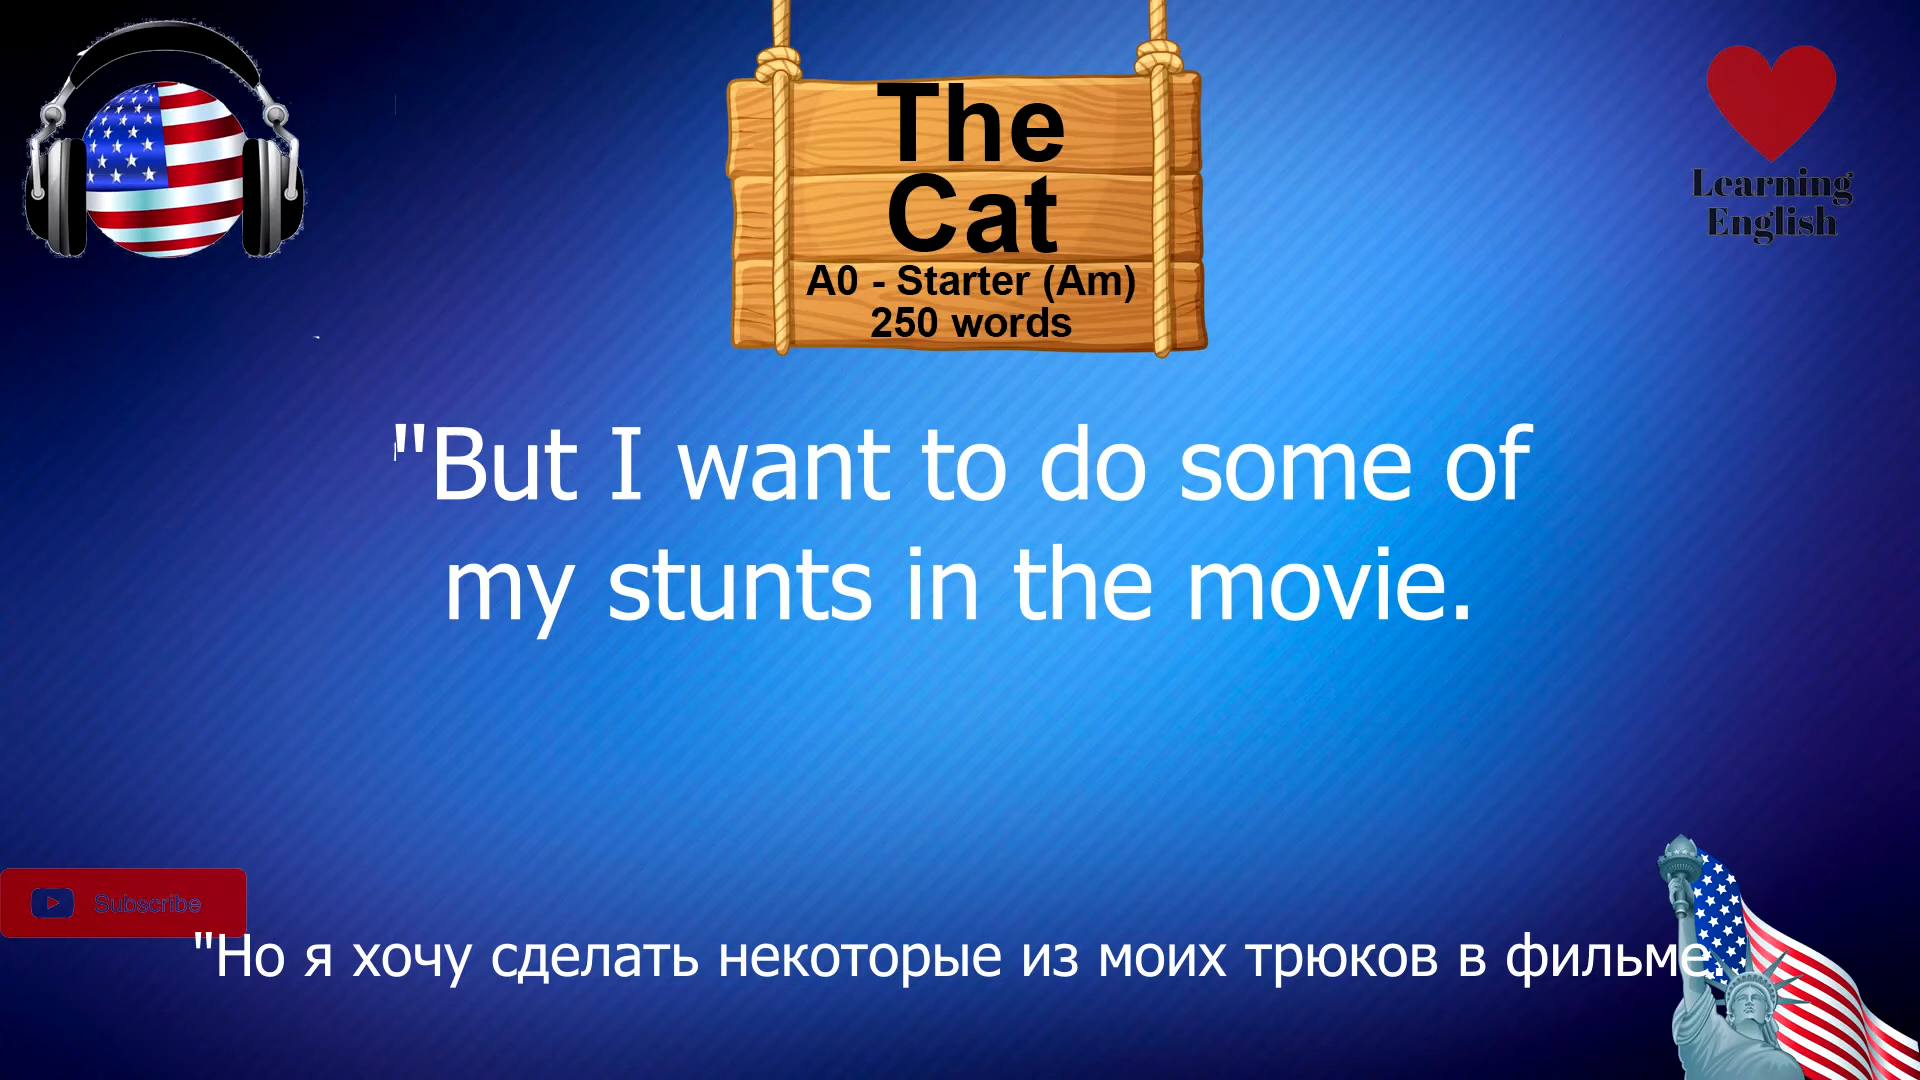 The
Cat
A0 - Starter (Am)
250 words
Learning
English
"But I want to do some of
my stunts in the movie.
Subscribe
"Но я хочу сделать некоторые из моих трюков в фильме.